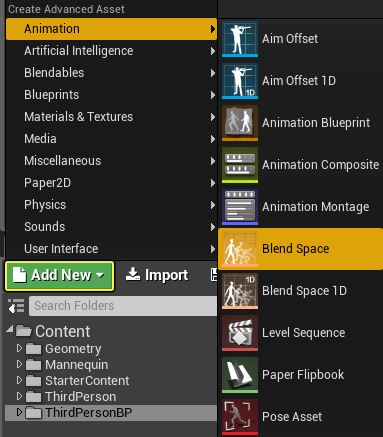 Create Advanced Asset
Animation
Artificial Intelligence
Blendables
Blueprints
Materials & Textures
Media
Miscellaneous
Paper2D
Physics
Sounds
User Interface
Aim Offset
Aim Offset 1D
1D
Animation Blueprint
Animation Composite
Animation Montage
Blend Space
Blend Space 1D
1D
Level Sequence
Paper Flipbook
Pose Asset
Add New
Import
Search Folders
Content
Geometry
Mannequin
StarterContent
ThirdPerson
ThirdPersonBP